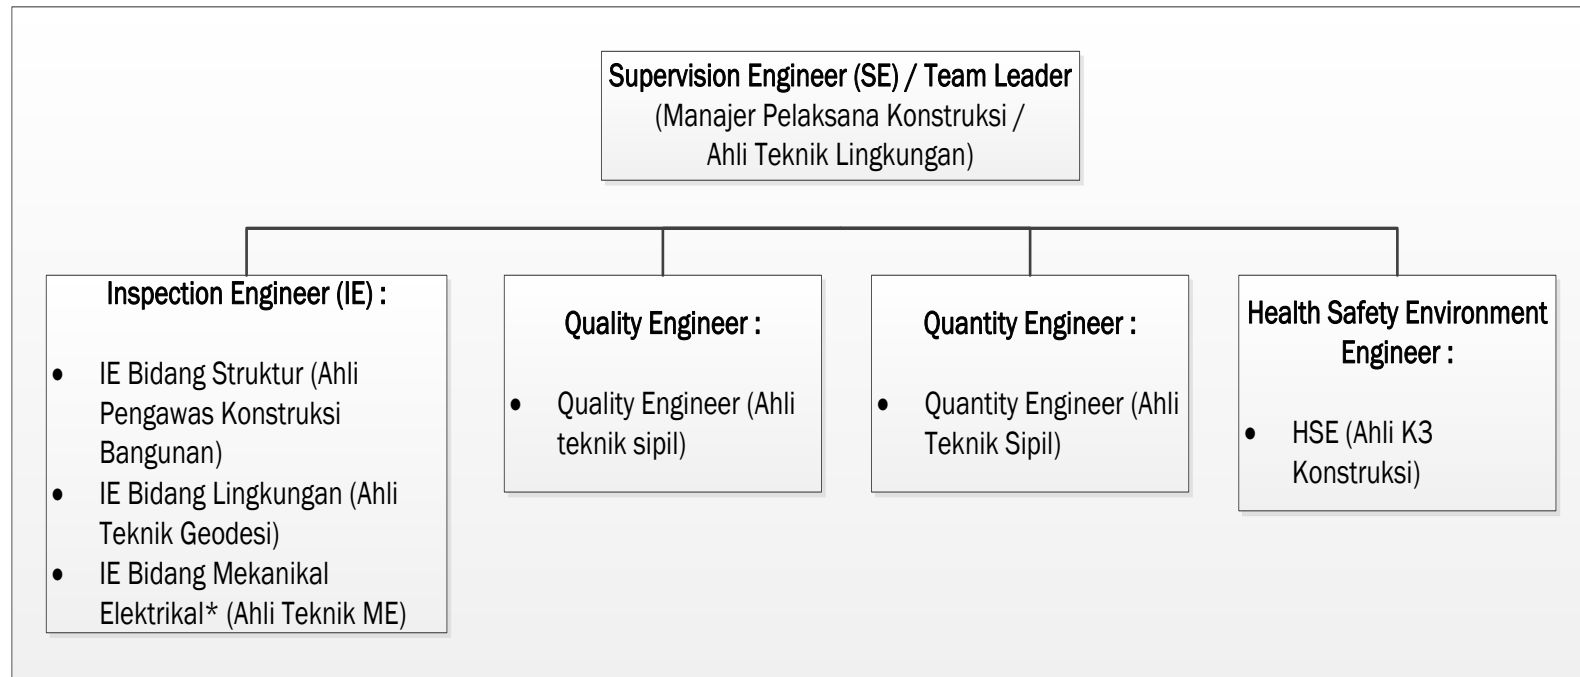 Supervision Engineer (SE) / Team Leader
(Manajer Pelaksana Konstruksi /
Ahli Teknik Lingkungan)
Inspection Engineer (IE) :
• IE Bidang Struktur (Ahli
Pengawas Konstruksi
Bangunan)
• IE Bidang Lingkungan (Ahli
Teknik Geodesi)
• IE Bidang Mekanikal
Elektrikal* (Ahli Teknik ME)
Quality Engineer :
• Quality Engineer (Ahli
teknik sipil)
Quantity Engineer :
• Quantity Engineer (Ahli
Teknik Sipil)
Health Safety Environment
Engineer :
• HSE (Ahli K3
Konstruksi)